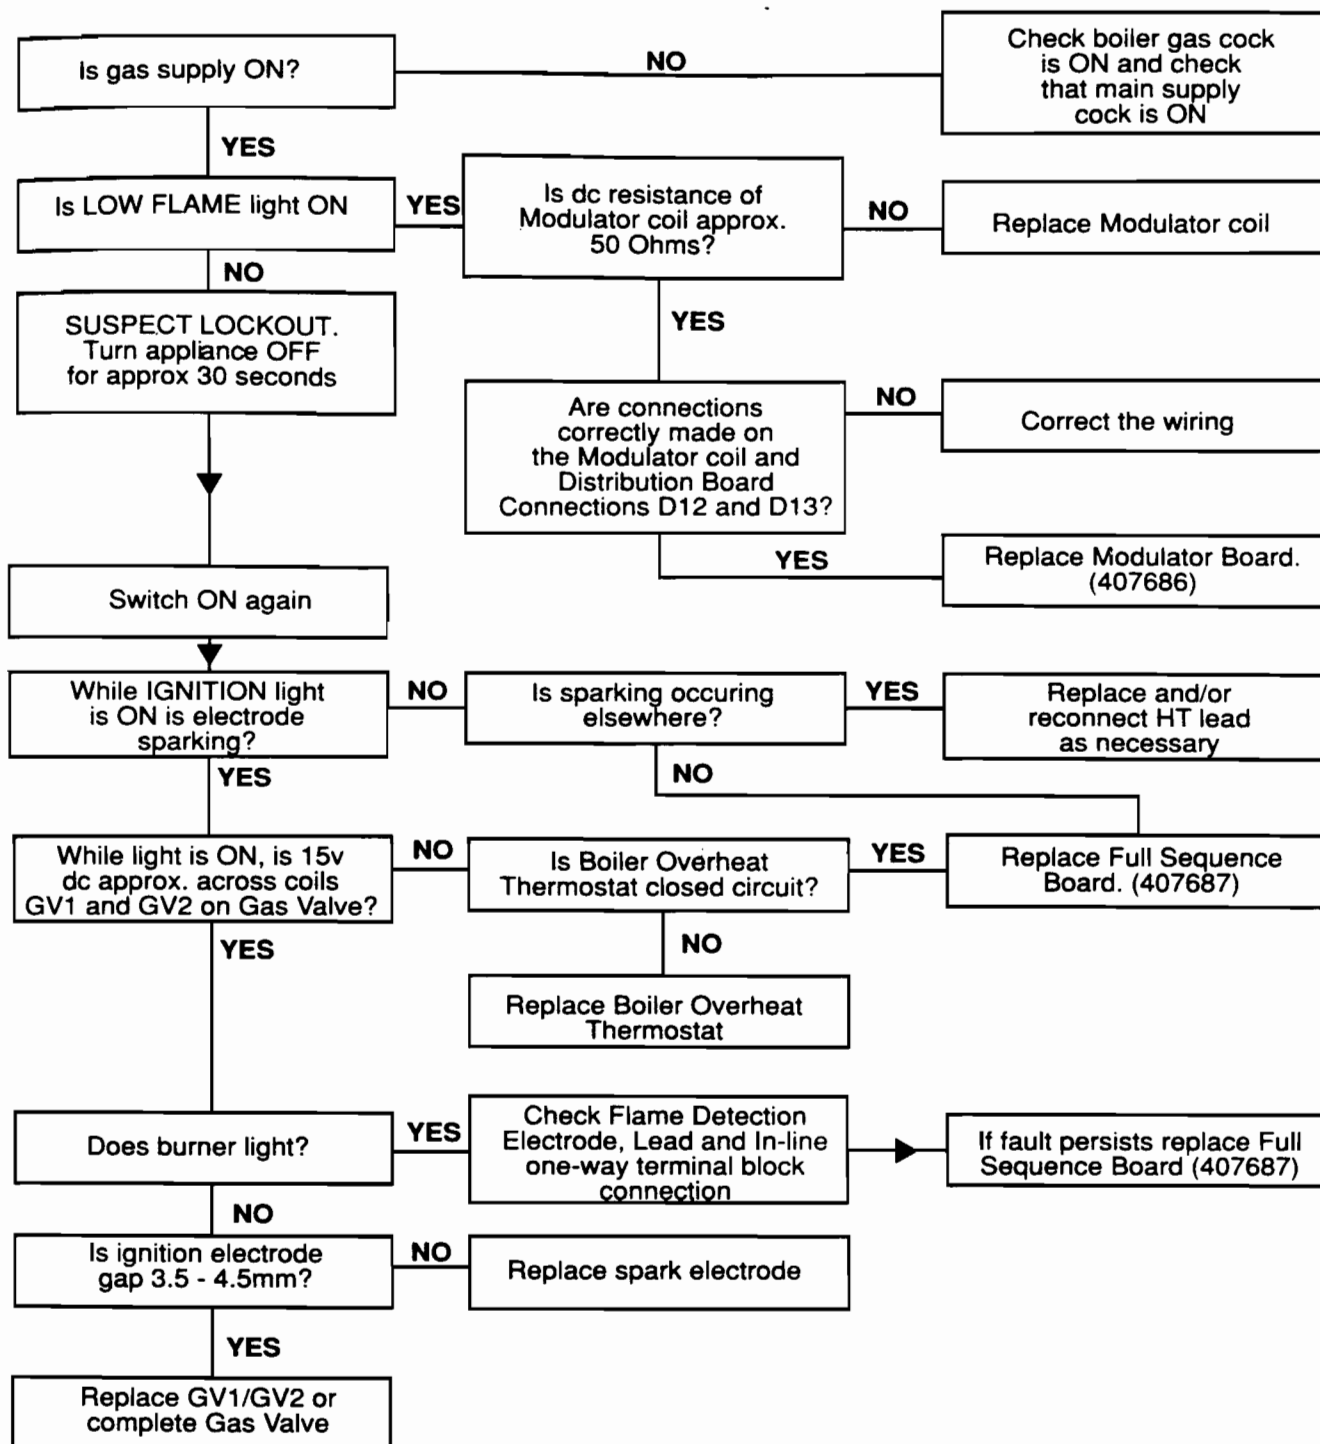 Is gas supply ON?
NO
Check boiler gas cock
is ON and check
that main supply
cock is ON
YES
Is LOW FLAME light ON
YES
Is dc resistance of
Modulator coil approx.
50 Ohms?
NO
Replace Modulator coil
NO
YES
SUSPECT LOCKOUT.
Turn appliance OFF
for approx 30 seconds
Are connections
correctly made on
the Modulator coil and
Distribution Board
Connections D12 and D13?
NO
Correct the wiring
YES
Replace Modulator Board.
(407686)
Switch ON again
While IGNITION light
is ON is electrode
sparking?
NO
Is sparking occuring
elsewhere?
YES
Replace and/or
reconnect HT lead
as necessary
YES
NO
While light is ON, is 15v
dc approx. across coils
GV1 and GV2 on Gas Valve?
NO
Is Boiler Overheat
Thermostat closed circuit?
YES
Replace Full Sequence
Board. (407687)
YES
NO
Replace Boiler Overheat
Thermostat
Does burner light?
YES
Check Flame Detection
Electrode, Lead and In-line
one-way terminal block
connection
If fault persists replace Full
Sequence Board (407687)
NO
Is ignition electrode
gap 3.5 - 4.5mm?
NO
Replace spark electrode
YES
Replace GV1/GV2 or
complete Gas Valve